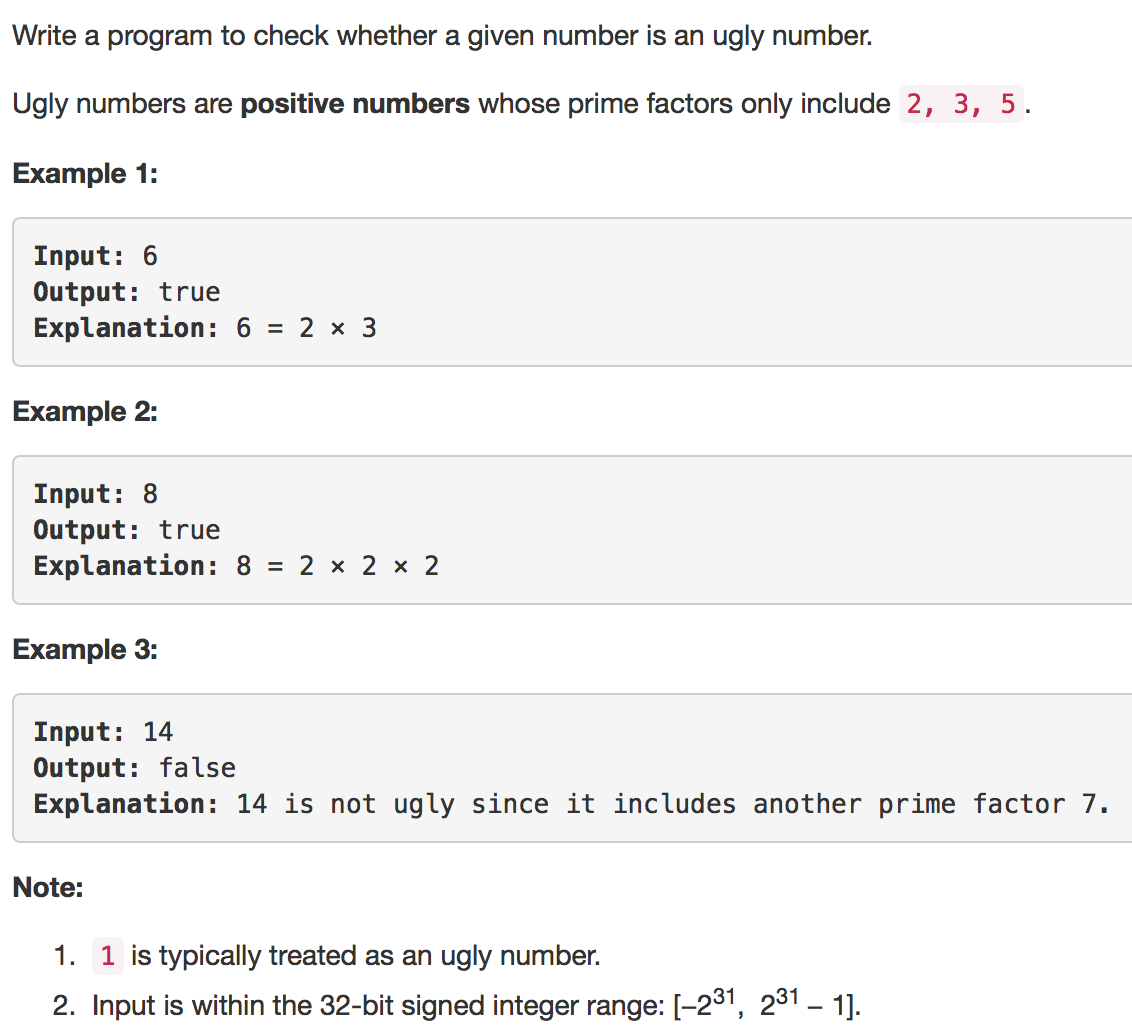 Write a program to check whether a given number is an ugly number.
Ugly numbers are positive numbers whose prime factors only include 2, 3, 5.
Example 1:
Input: 6
Output: true
Explanation: 6 = 2 × 3
Example 2:
Input: 8
Output: true
Explanation: 8 = 2 × 2 × 2
Example 3:
Input: 14
Output: false
Explanation: 14 is not ugly since it includes another prime factor 7.
Note:
1. 1 is typically treated as an ugly number.
2. Input is within the 32-bit signed integer range: [−2³¹, 2³¹ − 1].